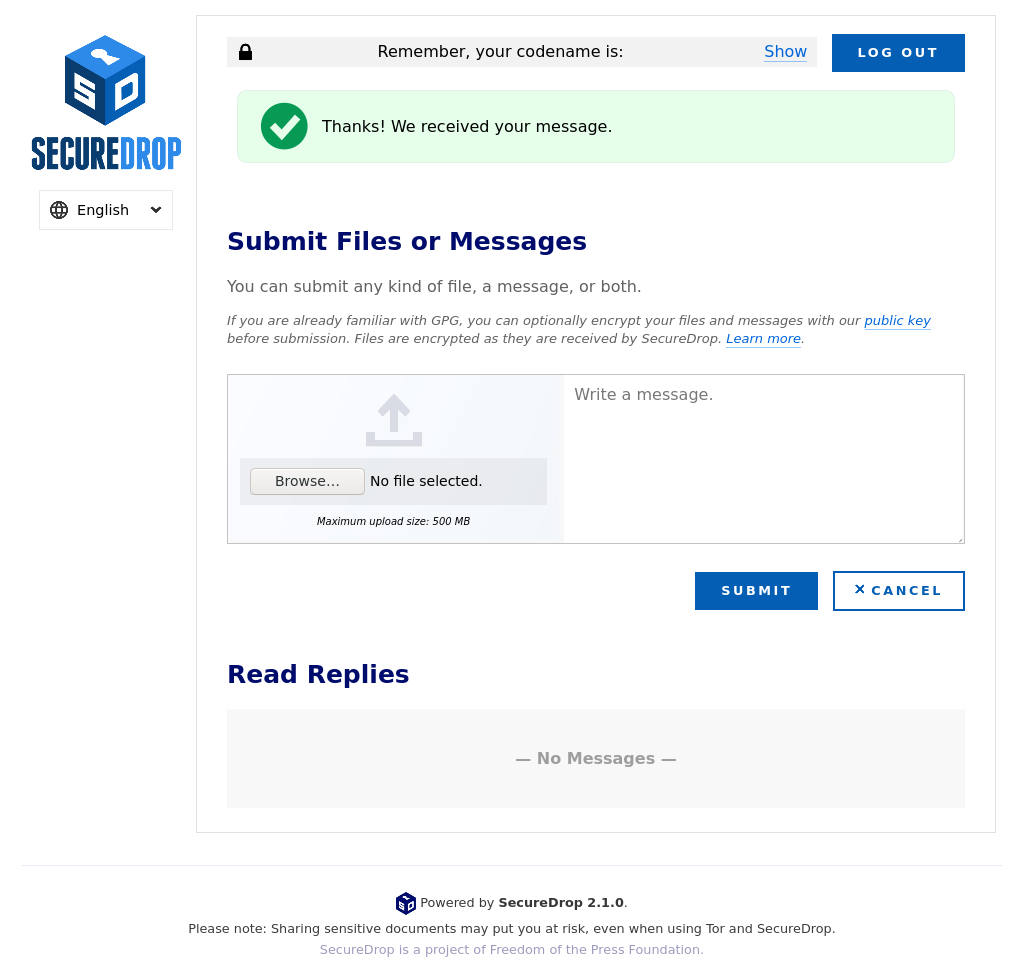 SECUREDROP
English
Remember, your codename is:
Show
LOG OUT
Thanks! We received your message.
Submit Files or Messages
You can submit any kind of file, a message, or both.
If you are already familiar with GPG, you can optionally encrypt your files and messages with our public key
before submission. Files are encrypted as they are received by SecureDrop. Learn more.
Browse...
No file selected.
Maximum upload size: 500 MB
Write a message.
SUBMIT
✕ CANCEL
Read Replies
— No Messages —
Powered by SecureDrop 2.1.0.
Please note: Sharing sensitive documents may put you at risk, even when using Tor and SecureDrop.
SecureDrop is a project of Freedom of the Press Foundation.